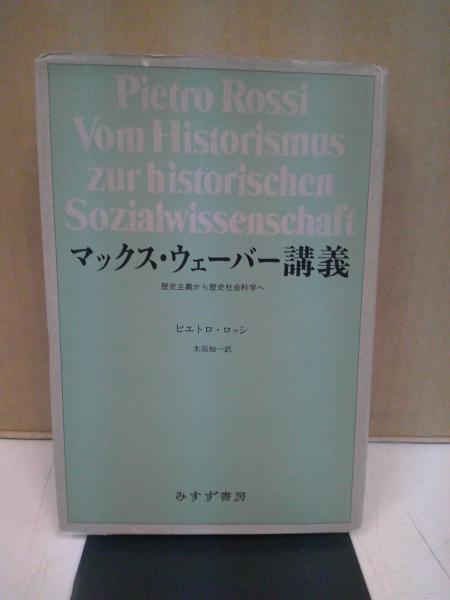 Pietro Rossi
Vom Historismus
zur historischen
Sozialwissenschaft
マックス・ウェーバー講義
歴史主義から歴史社会科学へ
ピエトロ・ロッシ
水沼知一訳
みすず書房